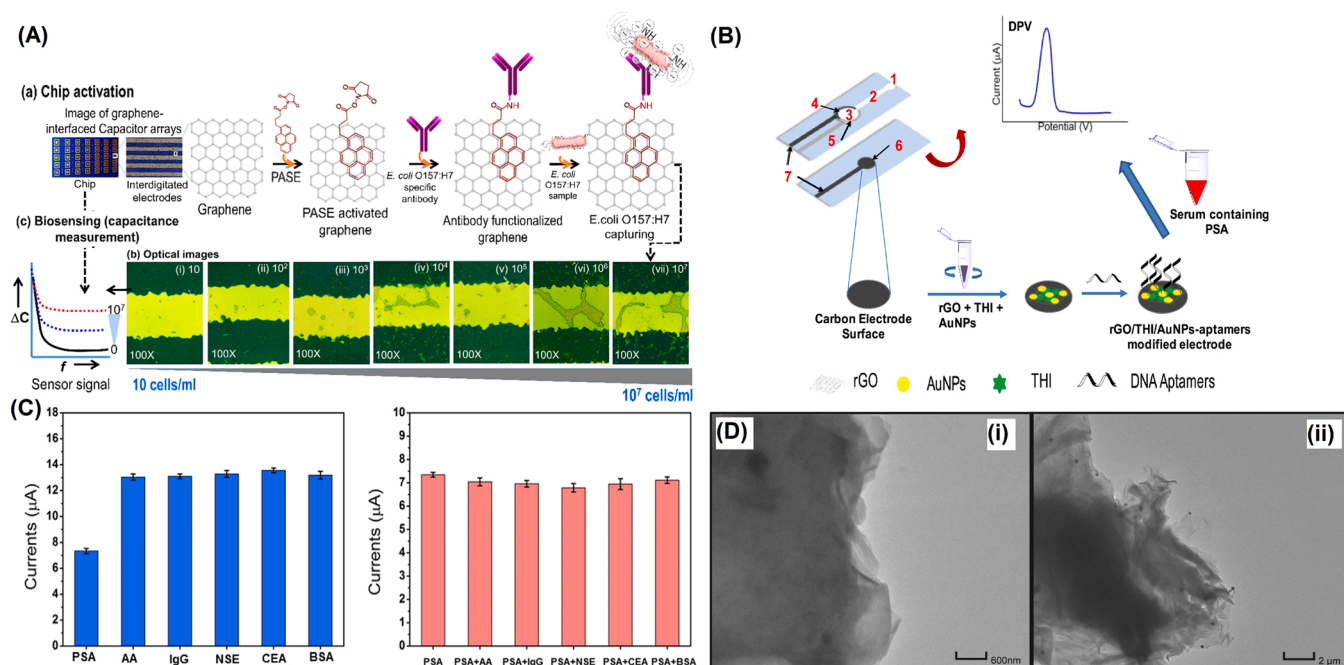 (A)
(a) Chip activation
Image of graphene-
interfaced Capacitor arrays
Chip
Interdigitated
electrodes
Graphene
PASE
PASE activated
graphene
E. coli O157:H7
specific
antibody
NH
Antibody functionalized
graphene
E. coli
O157:H7
sample
NH
NH
NH
E.coli O157:H7
capturing
(c) Biosensing (capacitance
measurement)
ΔC
10⁷
0
f
Sensor signal
(b) Optical images
(i) 10
(ii) 10²
(iii) 10³
(iv) 10⁴
(v) 10⁵
(vi) 10⁶
(vii) 10⁷
100X
100X
100X
100X
100X
100X
100X
10 cells/ml
10⁷ cells/ml
(B)
1
2
3
4
5
6
7
DPV
Current (µA)
Potential (V)
Serum containing
PSA
Carbon Electrode
Surface
rGO + THI +
AuNPs
rGO/THI/AuNPs-aptamers
modified electrode
rGO
AuNPs
THI
DNA Aptamers
(C)
Currents (µA)
18
16
14
12
10
8
6
4
2
0
PSA
AA
IgG
NSE
CEA
BSA
Currents (µA)
10
9
8
7
6
5
4
3
2
1
0
PSA
PSA+AA
PSA+IgG
PSA+NSE
PSA+CEA
PSA+BSA
(D)
(i)
600nm
(ii)
2 µm